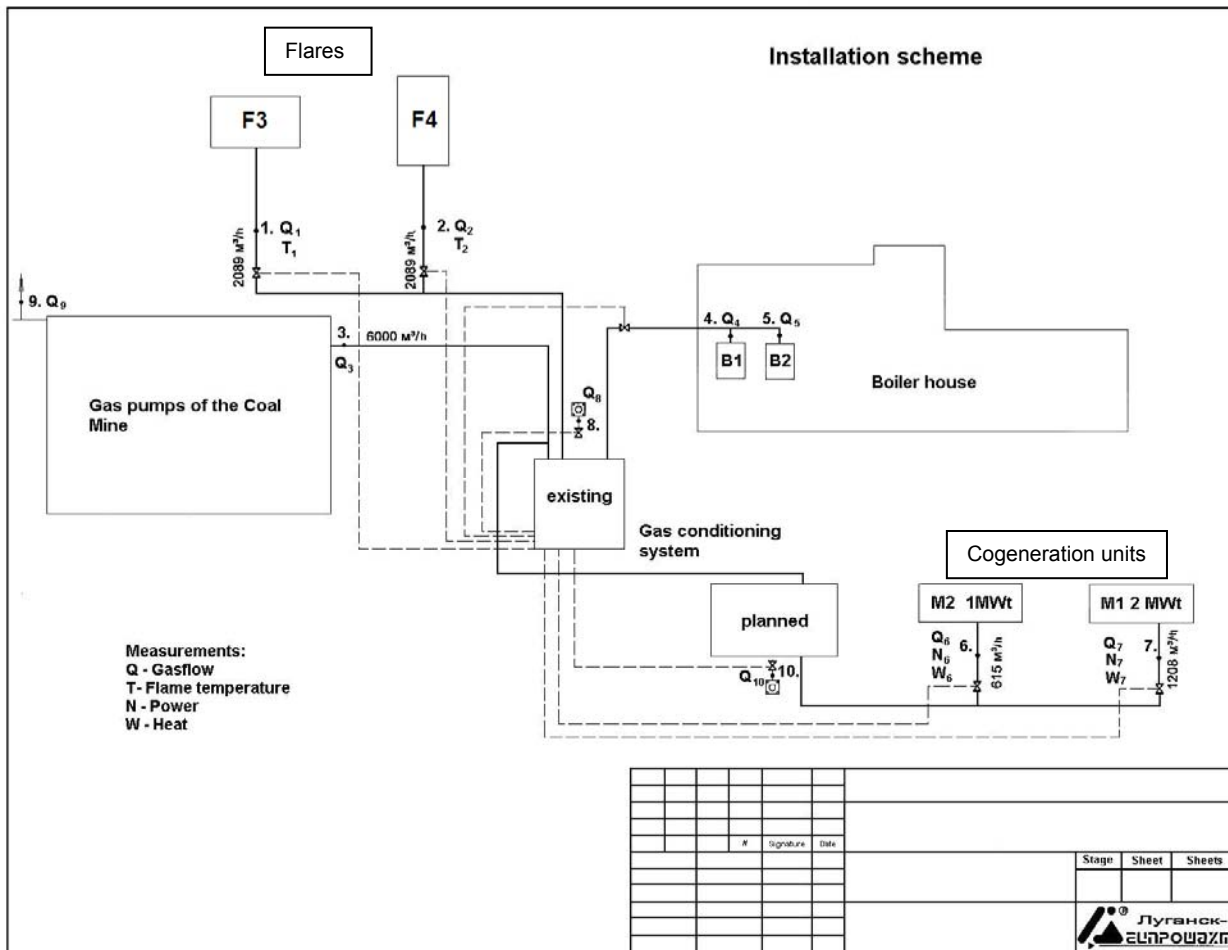 Flares
Installation scheme
F3
F4
1. Q1
T1
2089 м³/h
2. Q2
T2
2089 м³/h
9. Q9
3.
6000 м³/h
Q3
Gas pumps of the Coal
Mine
4. Q4
5. Q5
B1
B2
Boiler house
Q8
8.
existing
Gas conditioning
system
Cogeneration units
planned
M2 1MWt
M1 2 MWt
Q6
N6
W6
6.
615 м³/h
Q7
N7
W7
7.
1208 м³/h
Q10
10.
Measurements:
Q - Gasflow
T- Flame temperature
N - Power
W - Heat
N Signature Date
Stage Sheet Sheets
® Луганск-